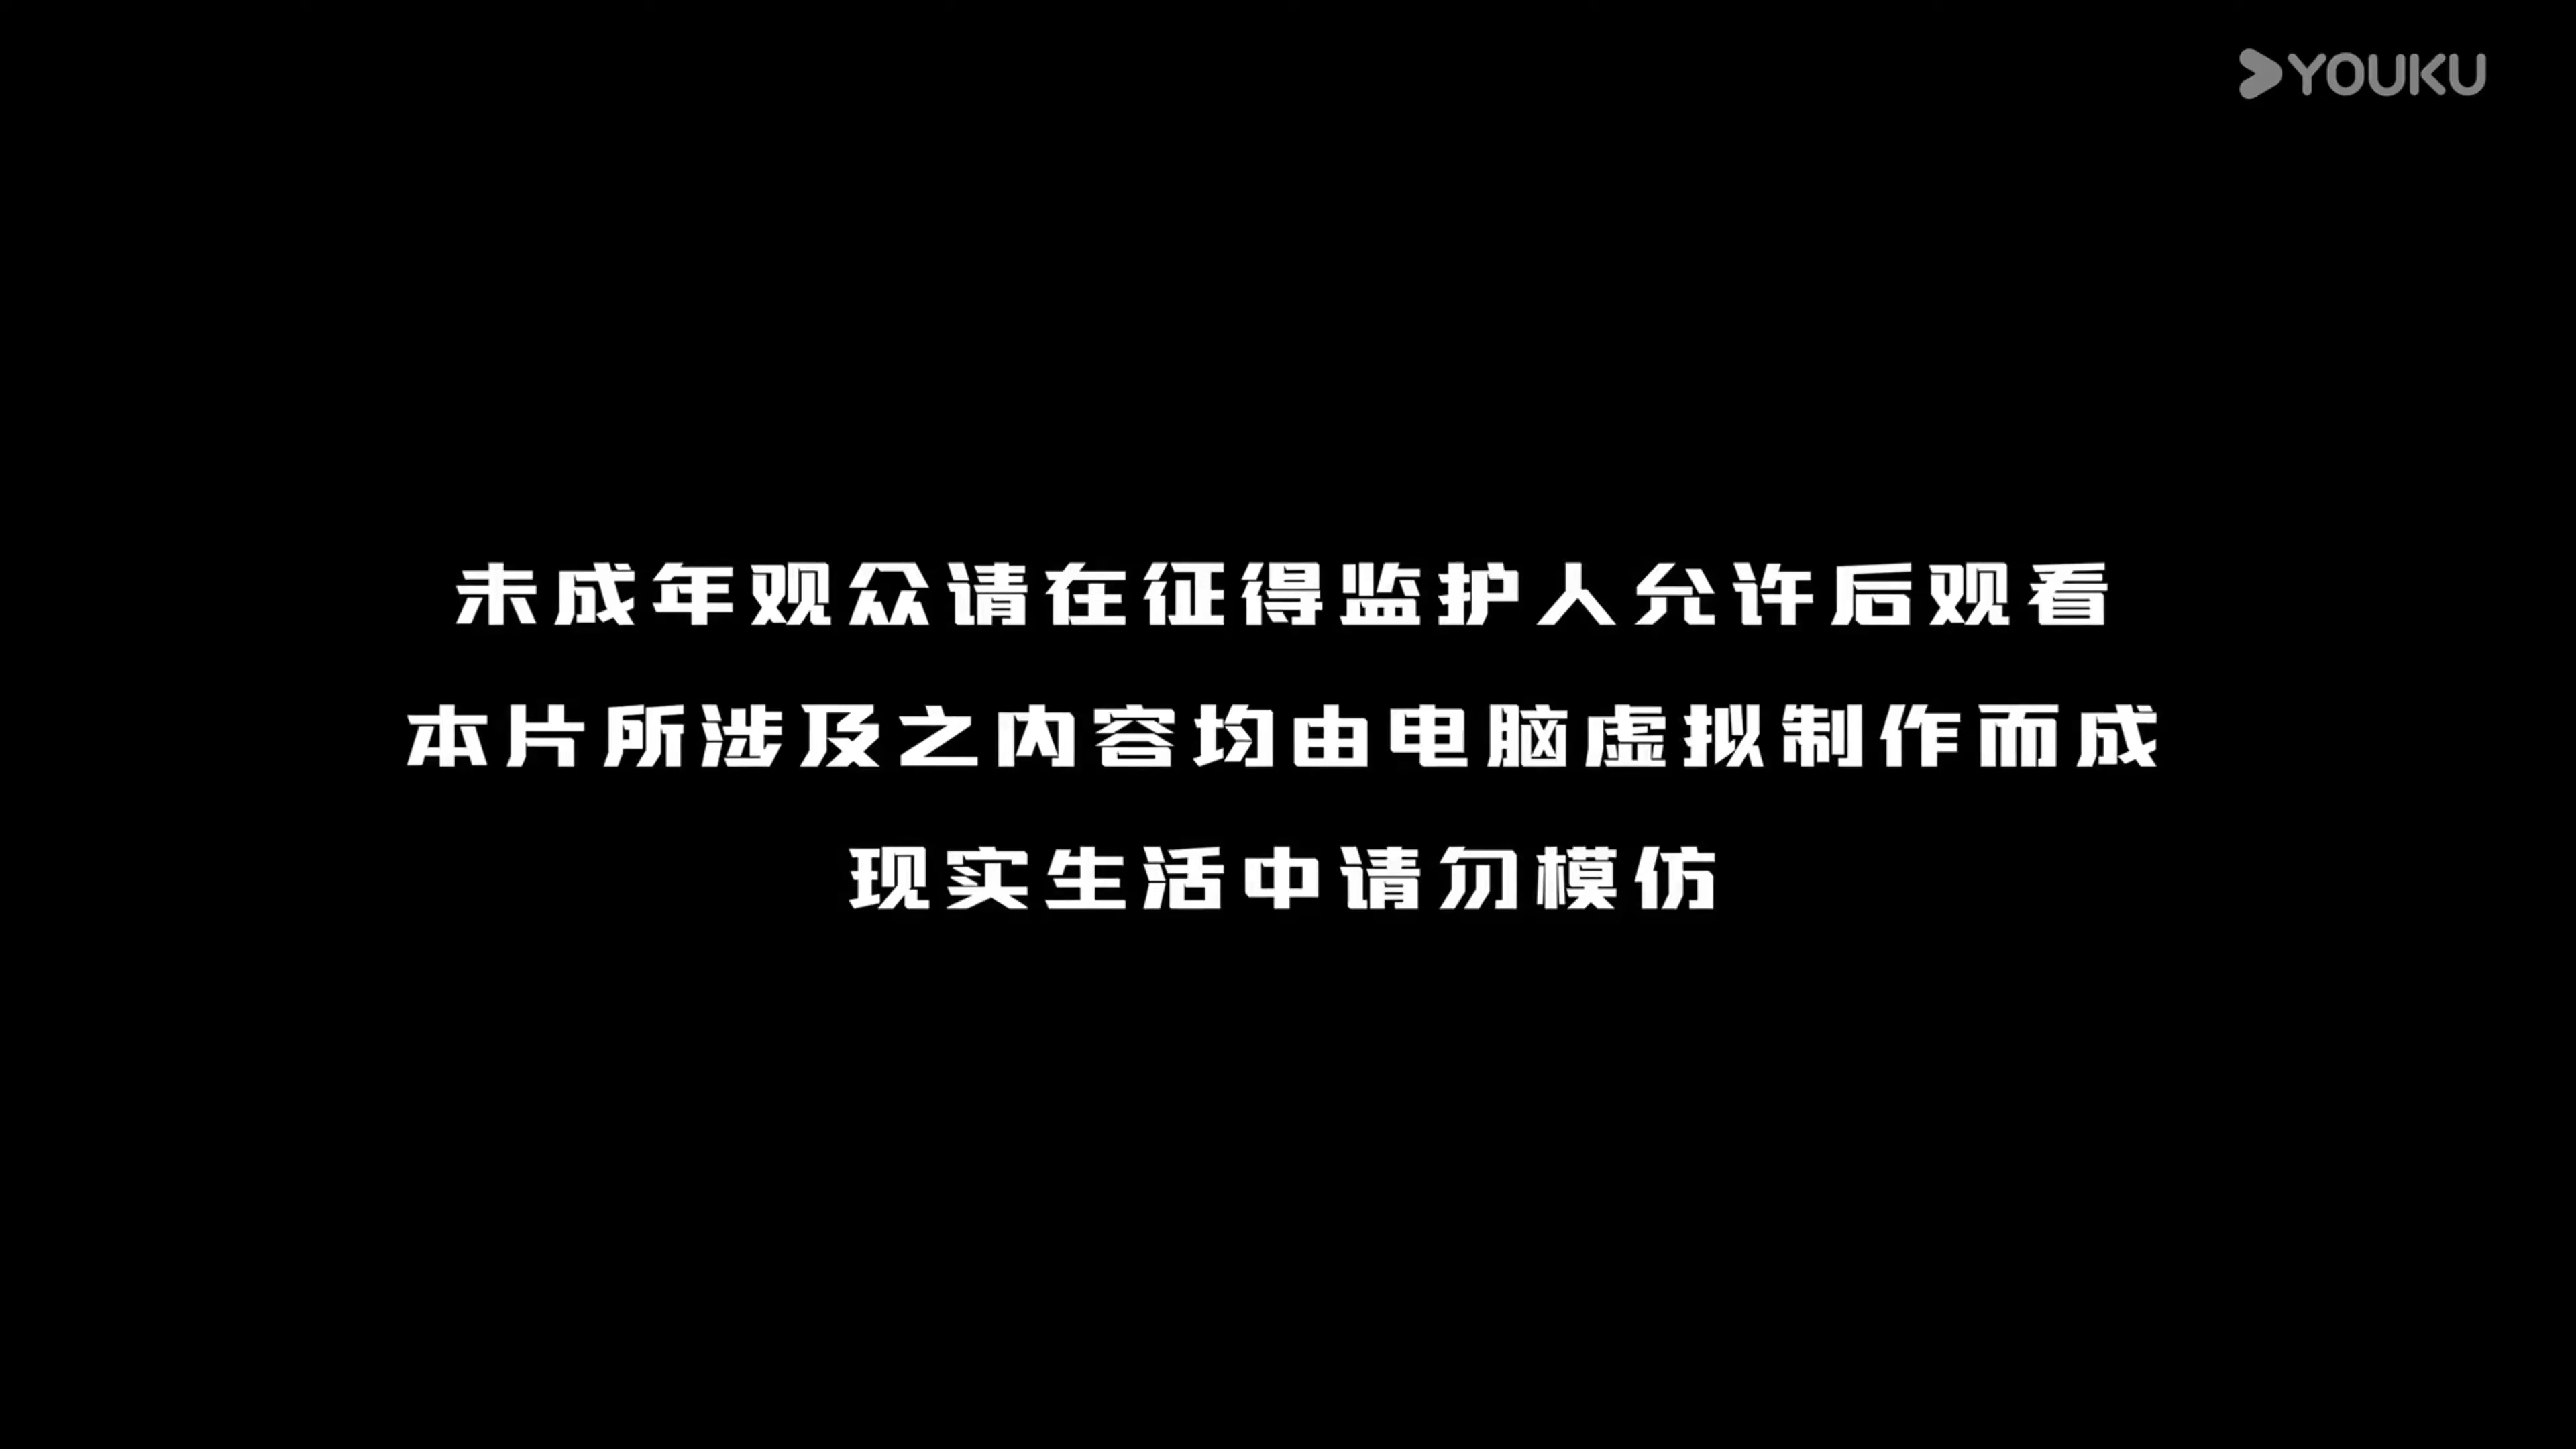 YOUKU
未成年观众请在征得监护人允许后观看
本片所涉及之内容均由电脑虚拟制作而成
现实生活中请勿模仿